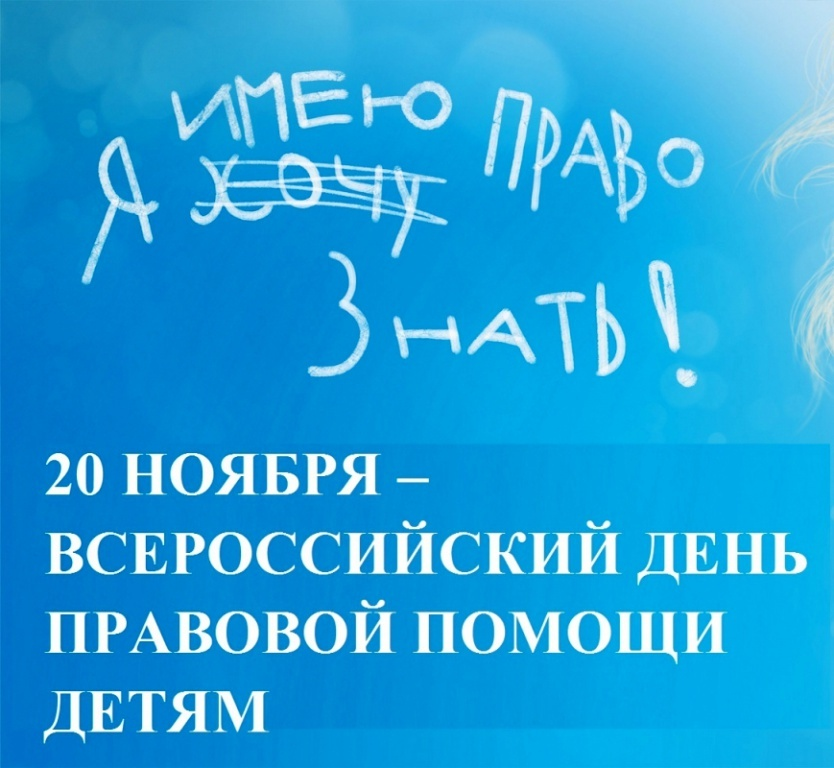 ИМЕЮ ПРАВО
Я ХОЧУ
ЗНАТЬ!
20 НОЯБРЯ –
ВСЕРОССИЙСКИЙ ДЕНЬ
ПРАВОВОЙ ПОМОЩИ
ДЕТЯМ